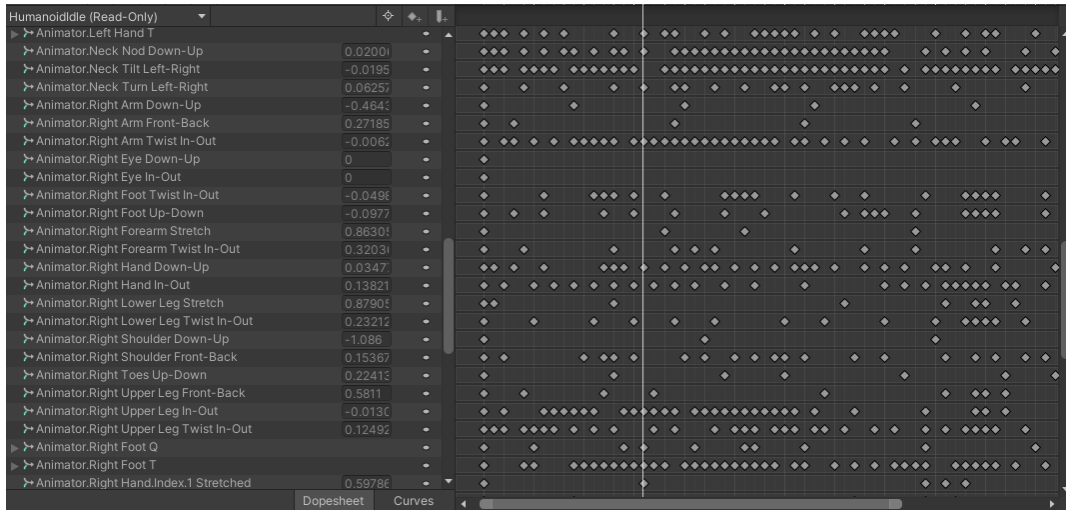 HumanoidIdle (Read-Only)
Animator.Left Hand T
Animator.Neck Nod Down-Up 0.0200
Animator.Neck Tilt Left-Right -0.0195
Animator.Neck Turn Left-Right 0.06257
Animator.Right Arm Down-Up -0.4643
Animator.Right Arm Front-Back 0.27185
Animator.Right Arm Twist In-Out -0.0062
Animator.Right Eye Down-Up 0
Animator.Right Eye In-Out 0
Animator.Right Foot Twist In-Out -0.0498
Animator.Right Foot Up-Down -0.0977
Animator.Right Forearm Stretch 0.8630
Animator.Right Forearm Twist In-Out 0.3203
Animator.Right Hand Down-Up 0.0347
Animator.Right Hand In-Out 0.13821
Animator.Right Lower Leg Stretch 0.8790
Animator.Right Lower Leg Twist In-Out 0.23212
Animator.Right Shoulder Down-Up -1.086
Animator.Right Shoulder Front-Back 0.15367
Animator.Right Toes Up-Down 0.22413
Animator.Right Upper Leg Front-Back 0.5811
Animator.Right Upper Leg In-Out -0.0130
Animator.Right Upper Leg Twist In-Out 0.12492
Animator.Right Foot Q
Animator.Right Foot T
Animator.Right Hand.Index.1 Stretched 0.59786
Dopesheet Curves